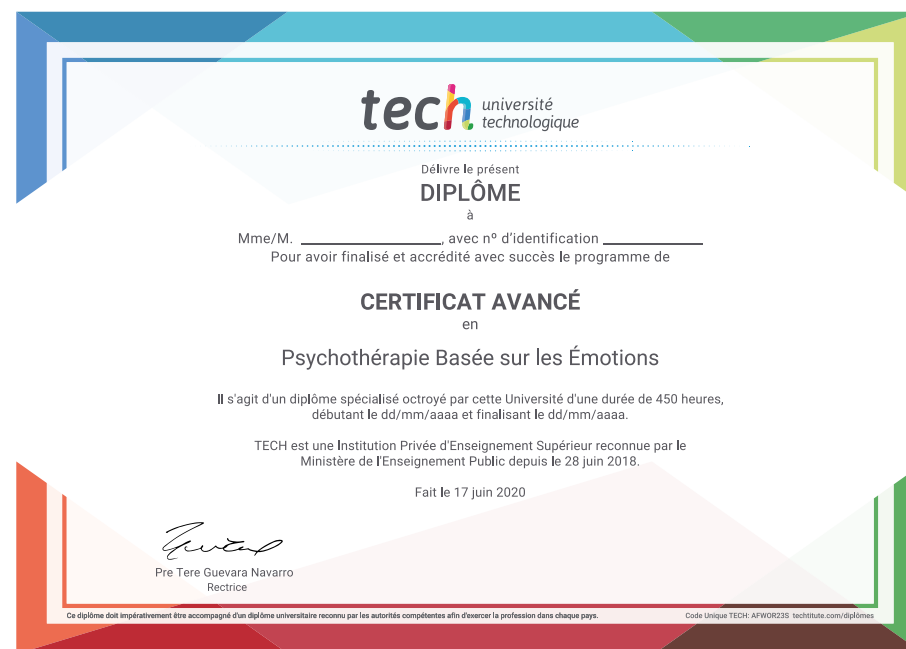 tech université
technologique
Délivre le présent
DIPLÔME
à
Mme/M. ____________________, avec nº d'identification ______________
Pour avoir finalisé et accrédité avec succès le programme de
CERTIFICAT AVANCÉ
en
Psychothérapie Basée sur les Émotions
Il s'agit d'un diplôme spécialisé octroyé par cette Université d'une durée de 450 heures,
débutant le dd/mm/aaaa et finalisant le dd/mm/aaaa.
TECH est une Institution Privée d'Enseignement Supérieur reconnue par le
Ministère de l'Enseignement Public depuis le 28 juin 2018.
Fait le 17 juin 2020
Pre Tere Guevara Navarro
Rectrice
Ce diplôme doit impérativement être accompagné d'un diplôme universitaire reconnu par les autorités compétentes afin d'exercer la profession dans chaque pays.
Code Unique TECH: AFWOR23S techtitute.com/diplômes